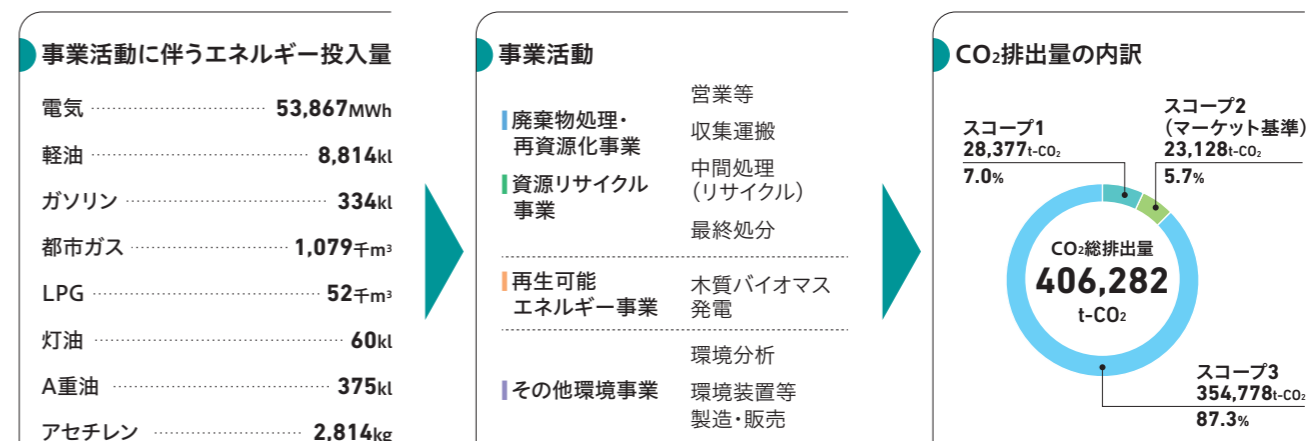 事業活動に伴うエネルギー投入量
電気 53,867MWh
軽油 8,814kl
ガソリン 334kl
都市ガス 1,079千m³
LPG 52千m³
灯油 60kl
A重油 375kl
アセチレン 2,814kg
事業活動
廃棄物処理・
再資源化事業
資源リサイクル
事業
営業等
収集運搬
中間処理
（リサイクル）
最終処分
再生可能
エネルギー事業
木質バイオマス
発電
その他環境事業
環境分析
環境装置等
製造・販売
CO₂排出量の内訳
スコープ1
28,377t-CO₂
7.0%
スコープ2
（マーケット基準）
23,128t-CO₂
5.7%
CO₂総排出量
406,282
t-CO₂
スコープ3
354,778t-CO₂
87.3%